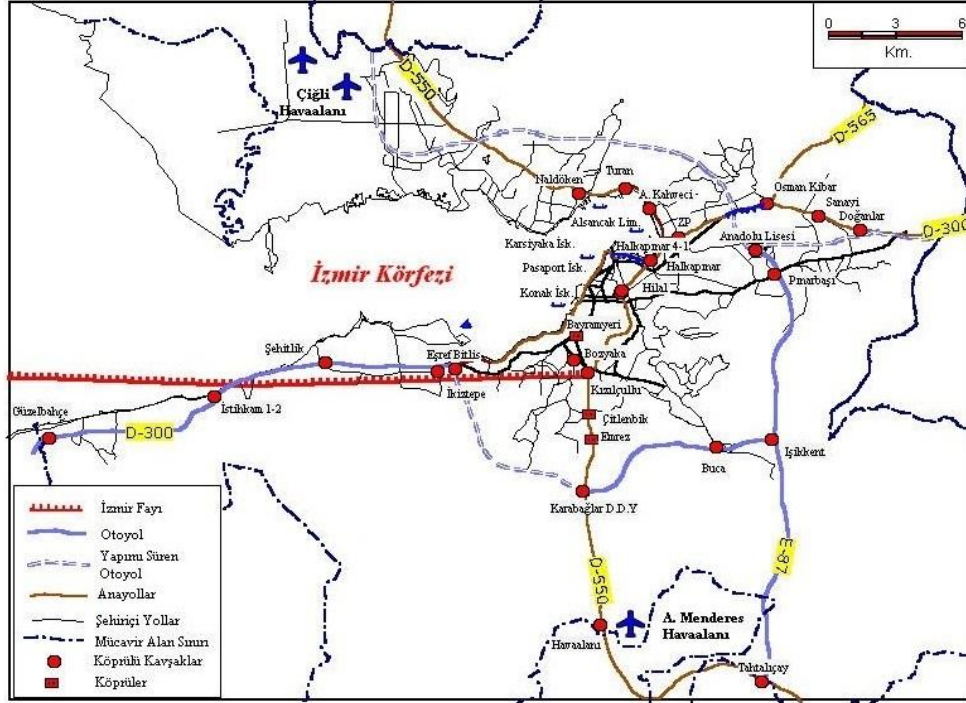 0 3 6
Km.
D-550
Çiğli
Havaalanı
D-565
Naldöken
Turan
Osman Kibar
A. Kahveci
Sanayi
Alsancak Lim.
ZP
Doğanlar
D-300
Karsiyaka İsk.
Anadolu Lisesi
Halkapınar 4-1
Pasaport İsk.
Halkapınar
Pınarbaşı
İzmir Körfezi
Konak İsk.
Hilal
Bayramyeri
Şehitlik
Eşref Bitlis
Bozyaka
İkiztepe
Kızılçullu
İstihkam 1-2
Güzelbahçe
D-300
Çitlenbik
Emrez
Işıkkent
Buca
Karabağlar D.D.Y
E-87
D-550
A. Menderes
Havaalanı
Havaalanı
Tahtalıçay
İzmir Fayı
Otoyol
Yapımı Süren
Otoyol
Anayollar
Şehiriçi Yollar
Mücavir Alan Sınırı
Köprülü Kavşaklar
Köprüler